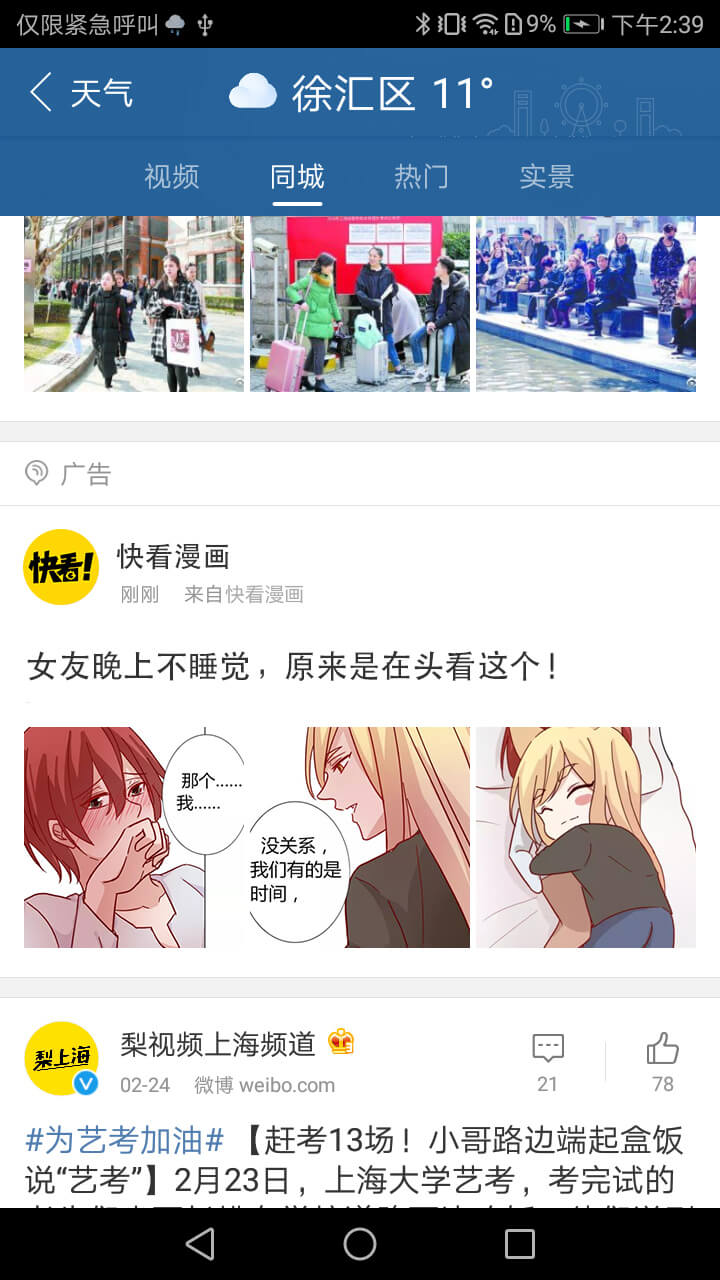 仅限紧急呼叫 9% 下午2:39
天气 徐汇区 11°
视频 同城 热门 实景
广告
快看!
快看漫画
刚刚 来自快看漫画
女友晚上不睡觉，原来是在头看这个！
那个……
我……
没关系，
我们有的是
时间，
梨上海
梨视频上海频道
02-24 微博 weibo.com
21 78
#为艺考加油# 【赶考13场！小哥路边端起盒饭
说“艺考”】2月23日，上海大学艺考，考完试的